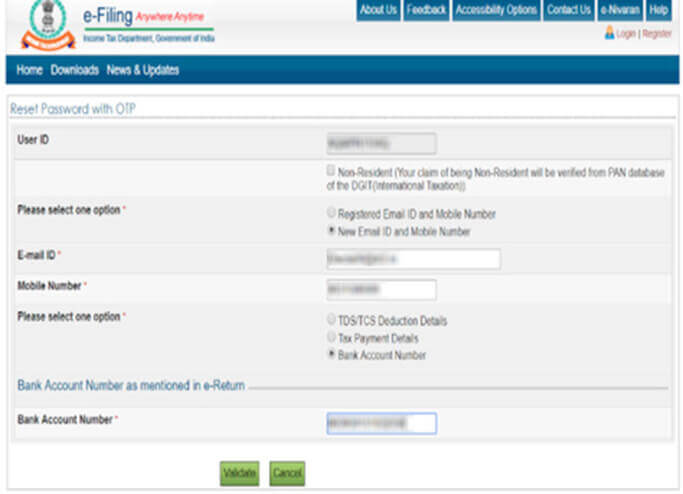 About Us Feedback Accessibility Options Contact Us e-Nivaran Help
e-Filing Anywhere Anytime
Income Tax Department, Government of India
Login | Register
Home Downloads News & Updates
Reset Password with OTP
User ID
Non-Resident (Your claim of being Non-Resident will be verified from PAN database
of the DGIT(International Taxation))
Please select one option *
Registered Email ID and Mobile Number
New Email ID and Mobile Number
E-mail ID *
Mobile Number *
Please select one option *
TDS/TCS Deduction Details
Tax Payment Details
Bank Account Number
Bank Account Number as mentioned in e-Return
Bank Account Number *
Validate Cancel